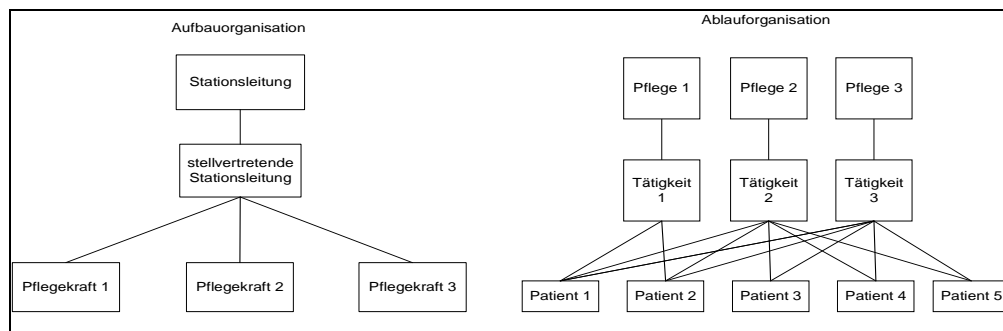 Aufbauorganisation
Stationsleitung
stellvertretende
Stationsleitung
Pflegekraft 1
Pflegekraft 2
Pflegekraft 3
Ablauforganisation
Pflege 1
Pflege 2
Pflege 3
Tätigkeit
1
Tätigkeit
2
Tätigkeit
3
Patient 1
Patient 2
Patient 3
Patient 4
Patient 5